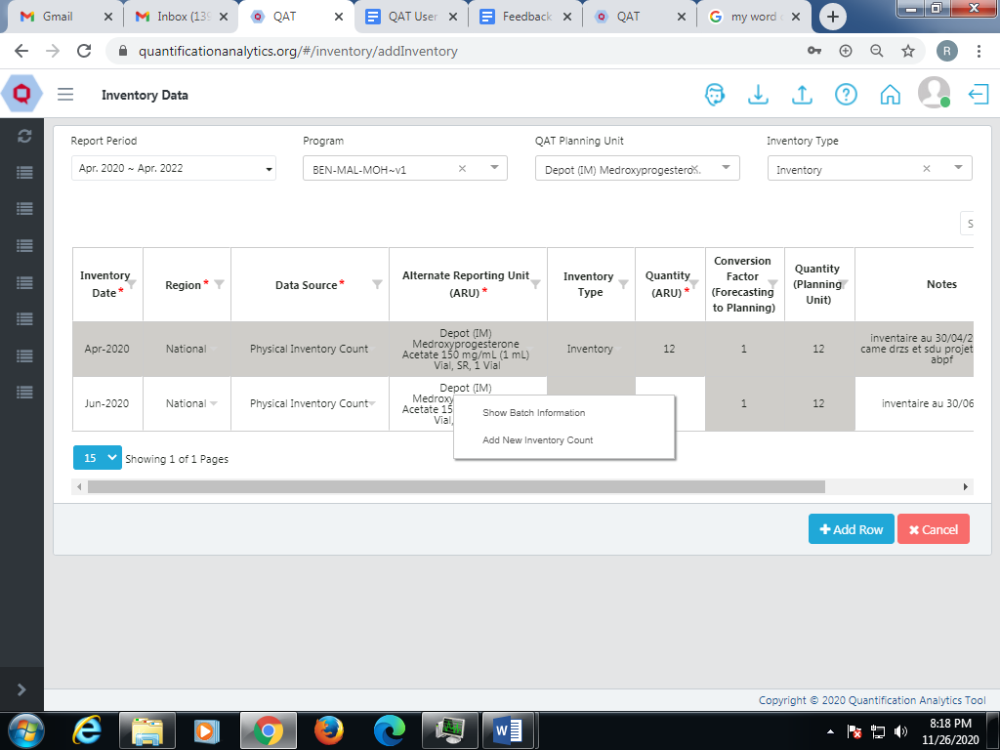 Gmail
Inbox (139
QAT
QAT User
Feedback
QAT
my word c
quantificationanalytics.org/#/inventory/addInventory
R
Inventory Data
Report Period
Program
QAT Planning Unit
Inventory Type
Apr. 2020 ~ Apr. 2022
BEN-MAL-MOH~v1
Depot (IM) Medroxyprogestero
Inventory
S
Inventory
Date*
Region*
Data Source*
Alternate Reporting Unit
(ARU) *
Inventory
Type
Quantity
(ARU) *
Conversion
Factor
(Forecasting
to Planning)
Quantity
(Planning
Unit)
Notes
Apr-2020
National
Physical Inventory Count
Depot (IM)
Medroxyprogesterone
Acetate 150 mg/mL (1 mL)
Vial, SR, 1 Vial
Inventory
12
1
12
inventaire au 30/04/2
came drzs et sdu projet
abpf
Jun-2020
National
Physical Inventory Count
Depot (IM)
Medroxy
Acetate 15
Vial,
1
12
inventaire au 30/06
Show Batch Information
Add New Inventory Count
15
Showing 1 of 1 Pages
Add Row
Cancel
Copyright © 2020 Quantification Analytics Tool
8:18 PM
11/26/2020